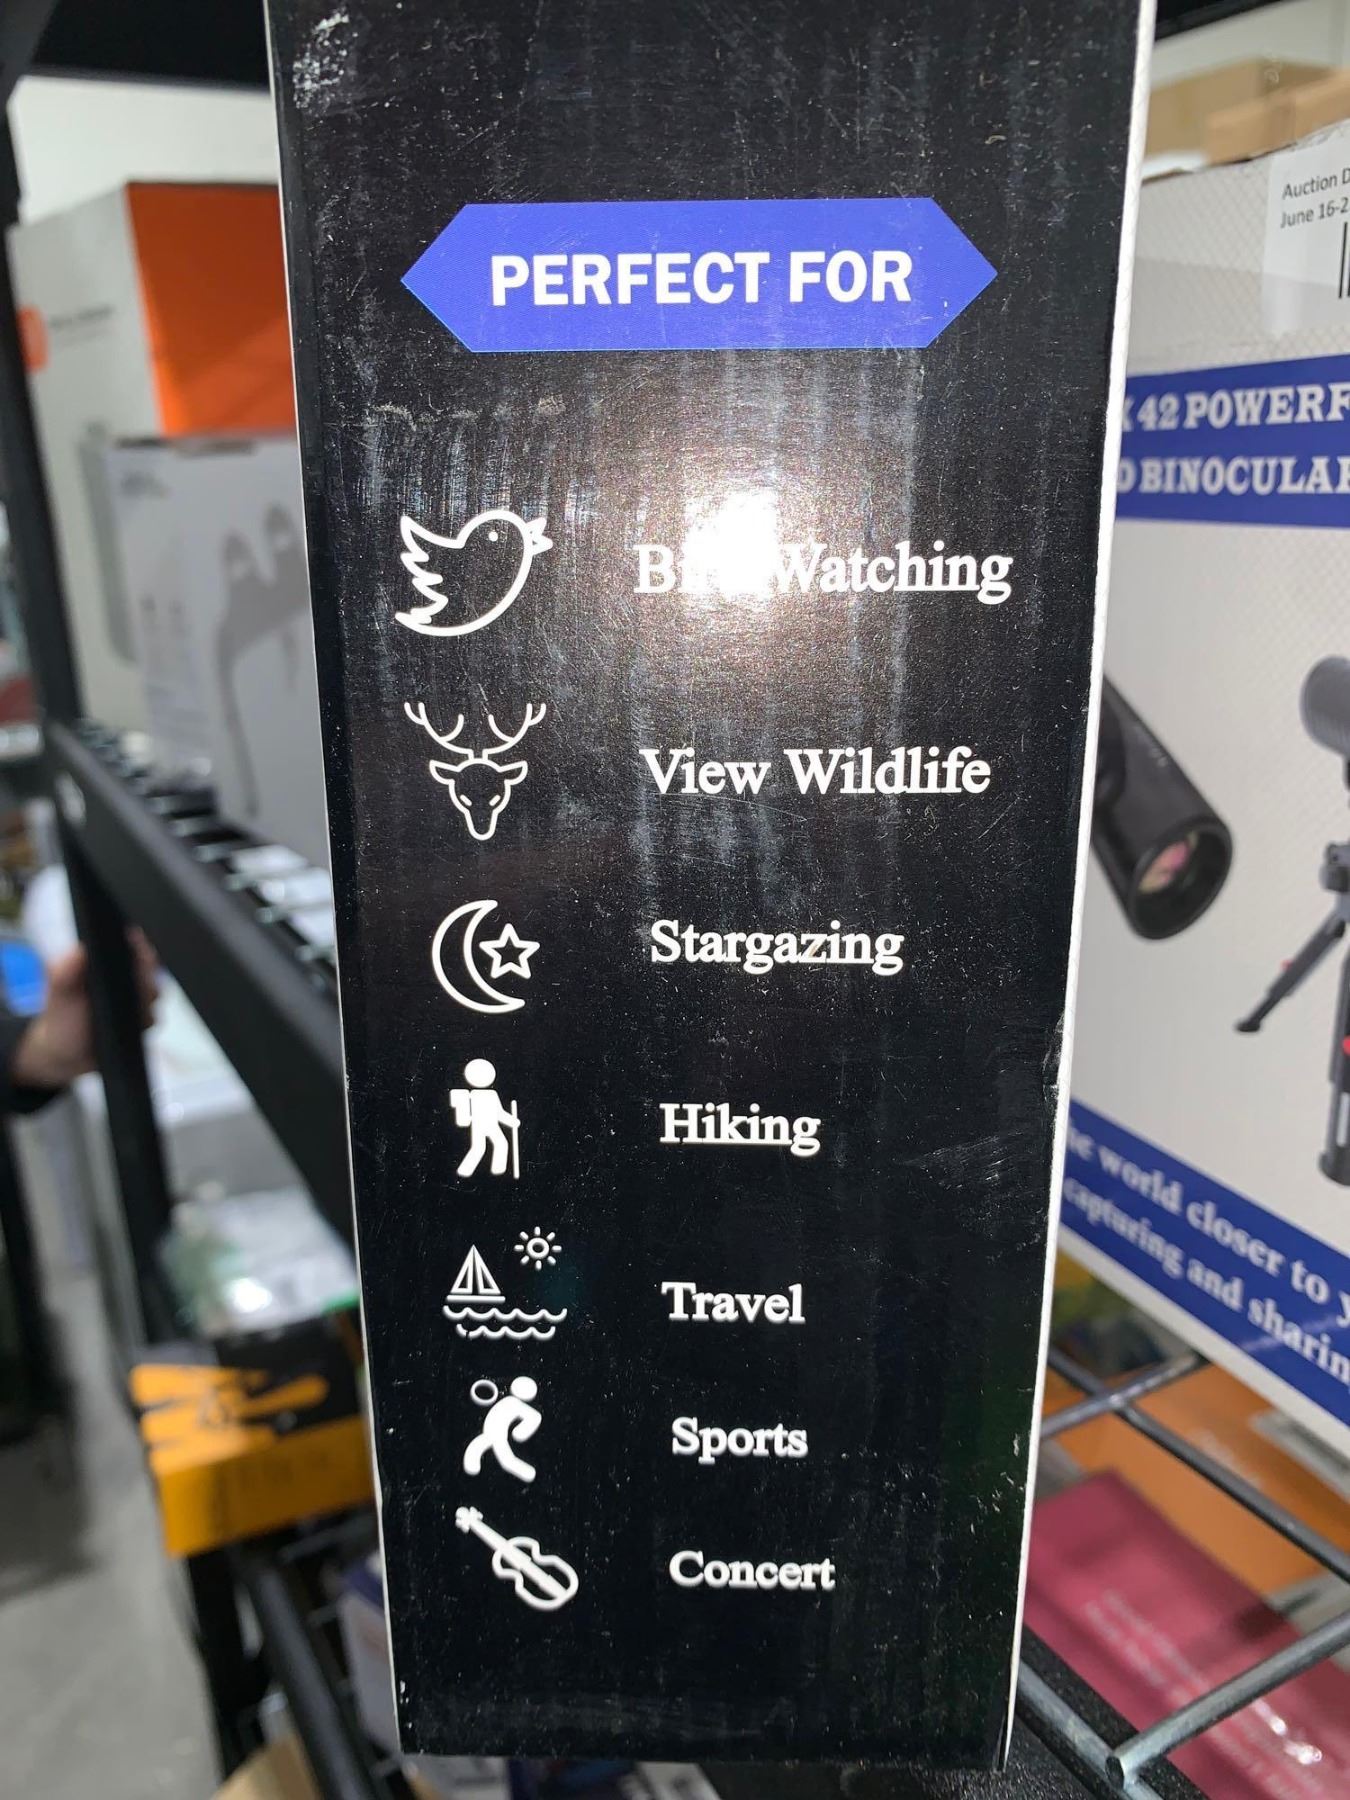 PERFECT FOR
Bird Watching
View Wildlife
Stargazing
Hiking
Travel
Sports
Concert
Auction
June 16-2
42 POWERF
BINOCULAR
world closer to
capturing and sharin